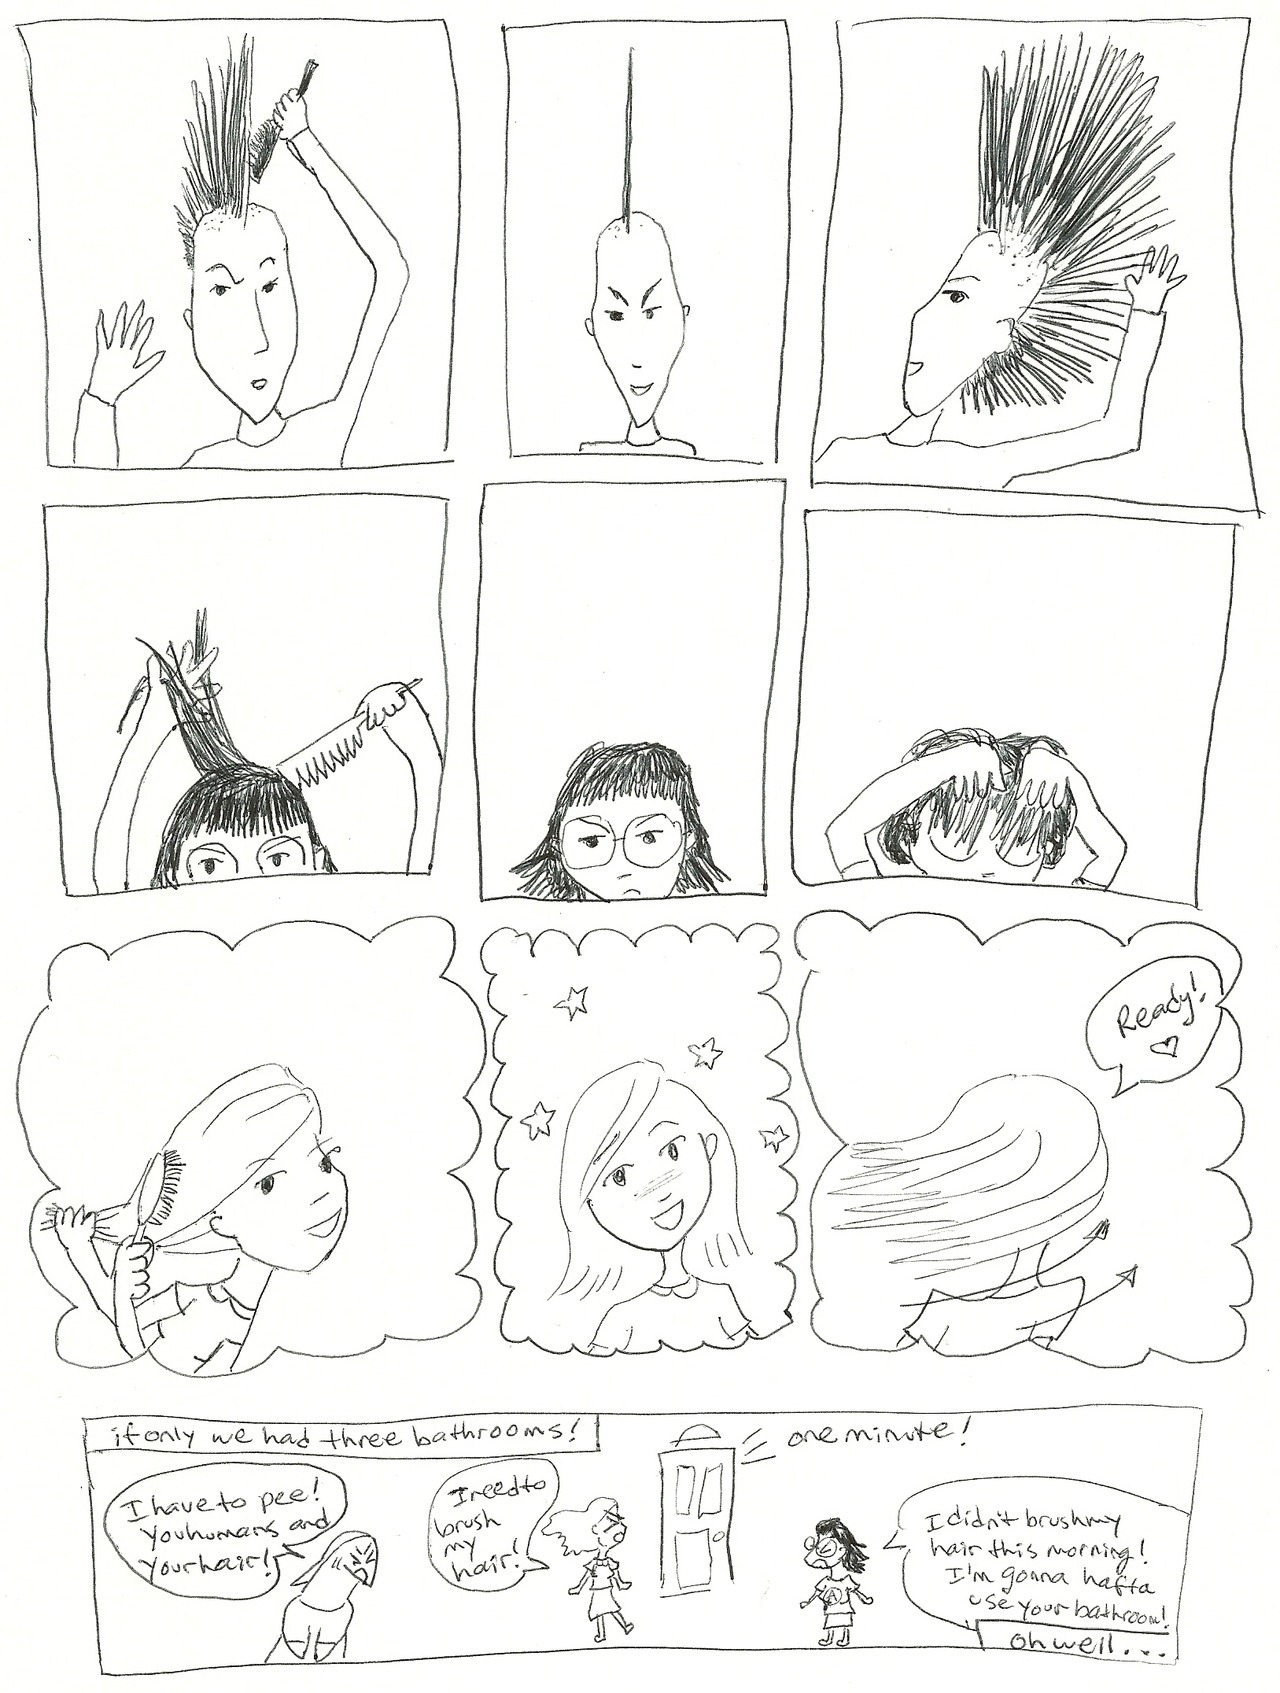 Ready!
♡
if only we had three bathrooms!
one minute!
I have to pee!
You humans and
your hair!
I need to
brush
my
hair!
I didn't brush my
hair this morning!
I'm gonna hafta
use your bathroom!
A
oh well...